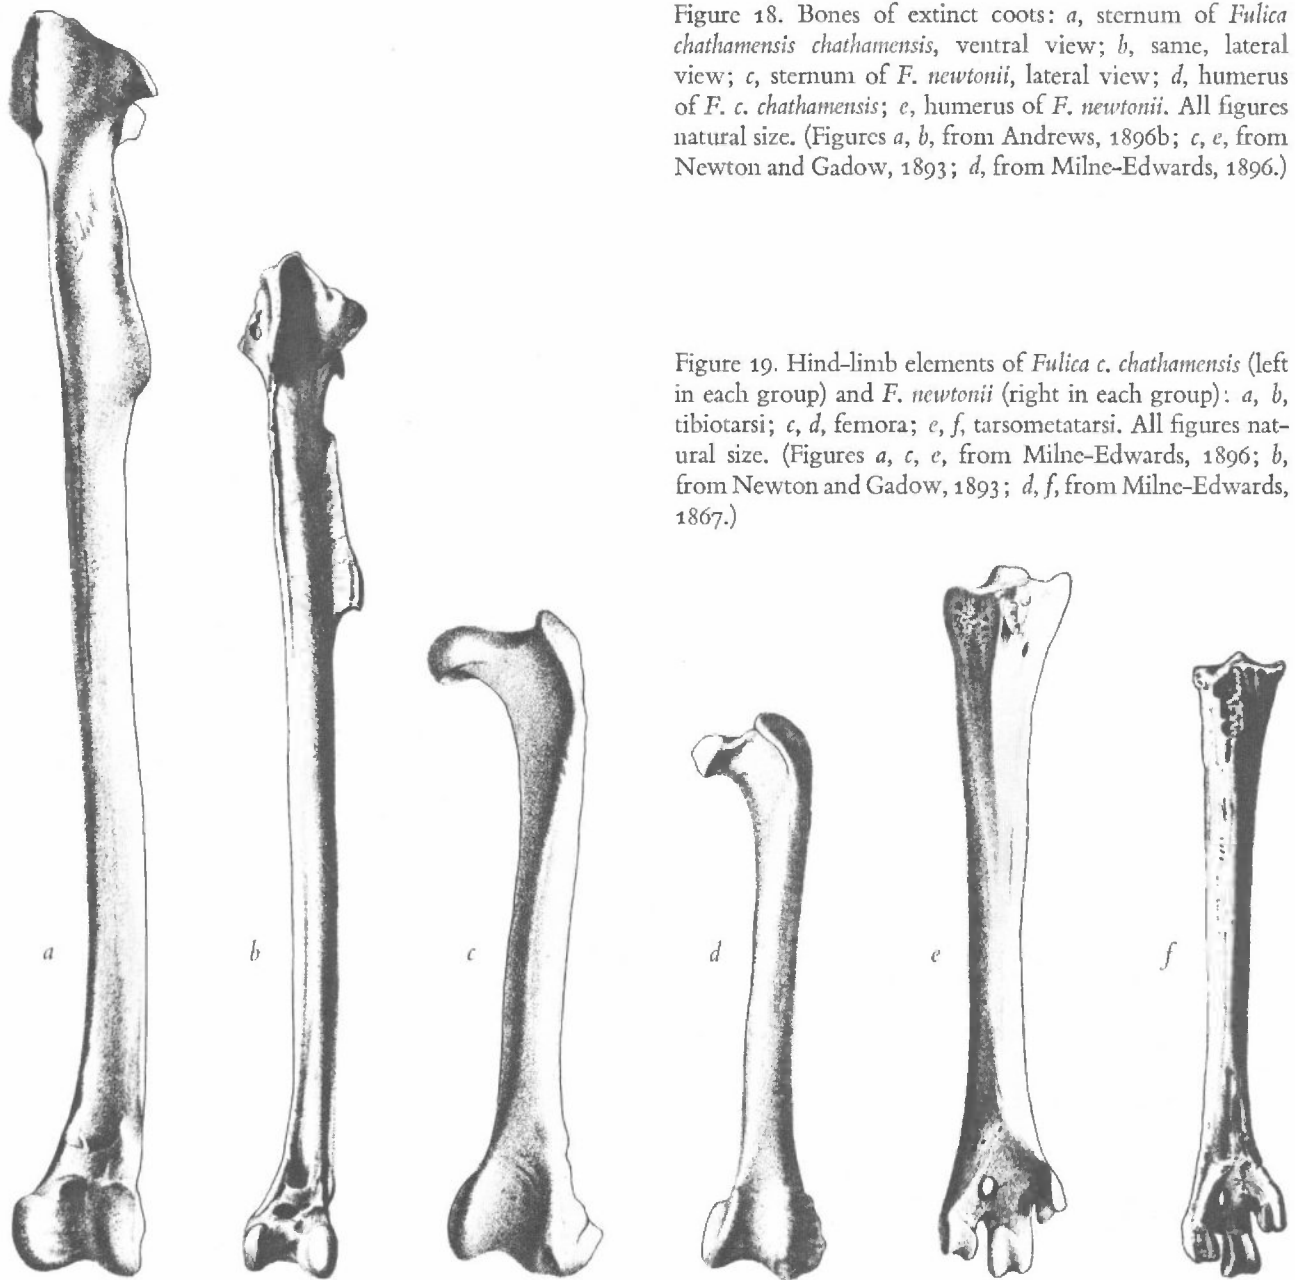 Figure 18. Bones of extinct coots: a, sternum of Fulica
chathamensis chathamensis, ventral view; b, same, lateral
view; c, sternum of F. newtonii, lateral view; d, humerus
of F. c. chathamensis; e, humerus of F. newtonii. All figures
natural size. (Figures a, b, from Andrews, 1896b; c, e, from
Newton and Gadow, 1893; d, from Milne-Edwards, 1896.)
Figure 19. Hind-limb elements of Fulica c. chathamensis (left
in each group) and F. newtonii (right in each group): a, b,
tibiotarsi; c, d, femora; e, f, tarsometatarsi. All figures nat-
ural size. (Figures a, c, e, from Milne-Edwards, 1896; b,
from Newton and Gadow, 1893; d, f, from Milne-Edwards,
1867.)
a b c d e f